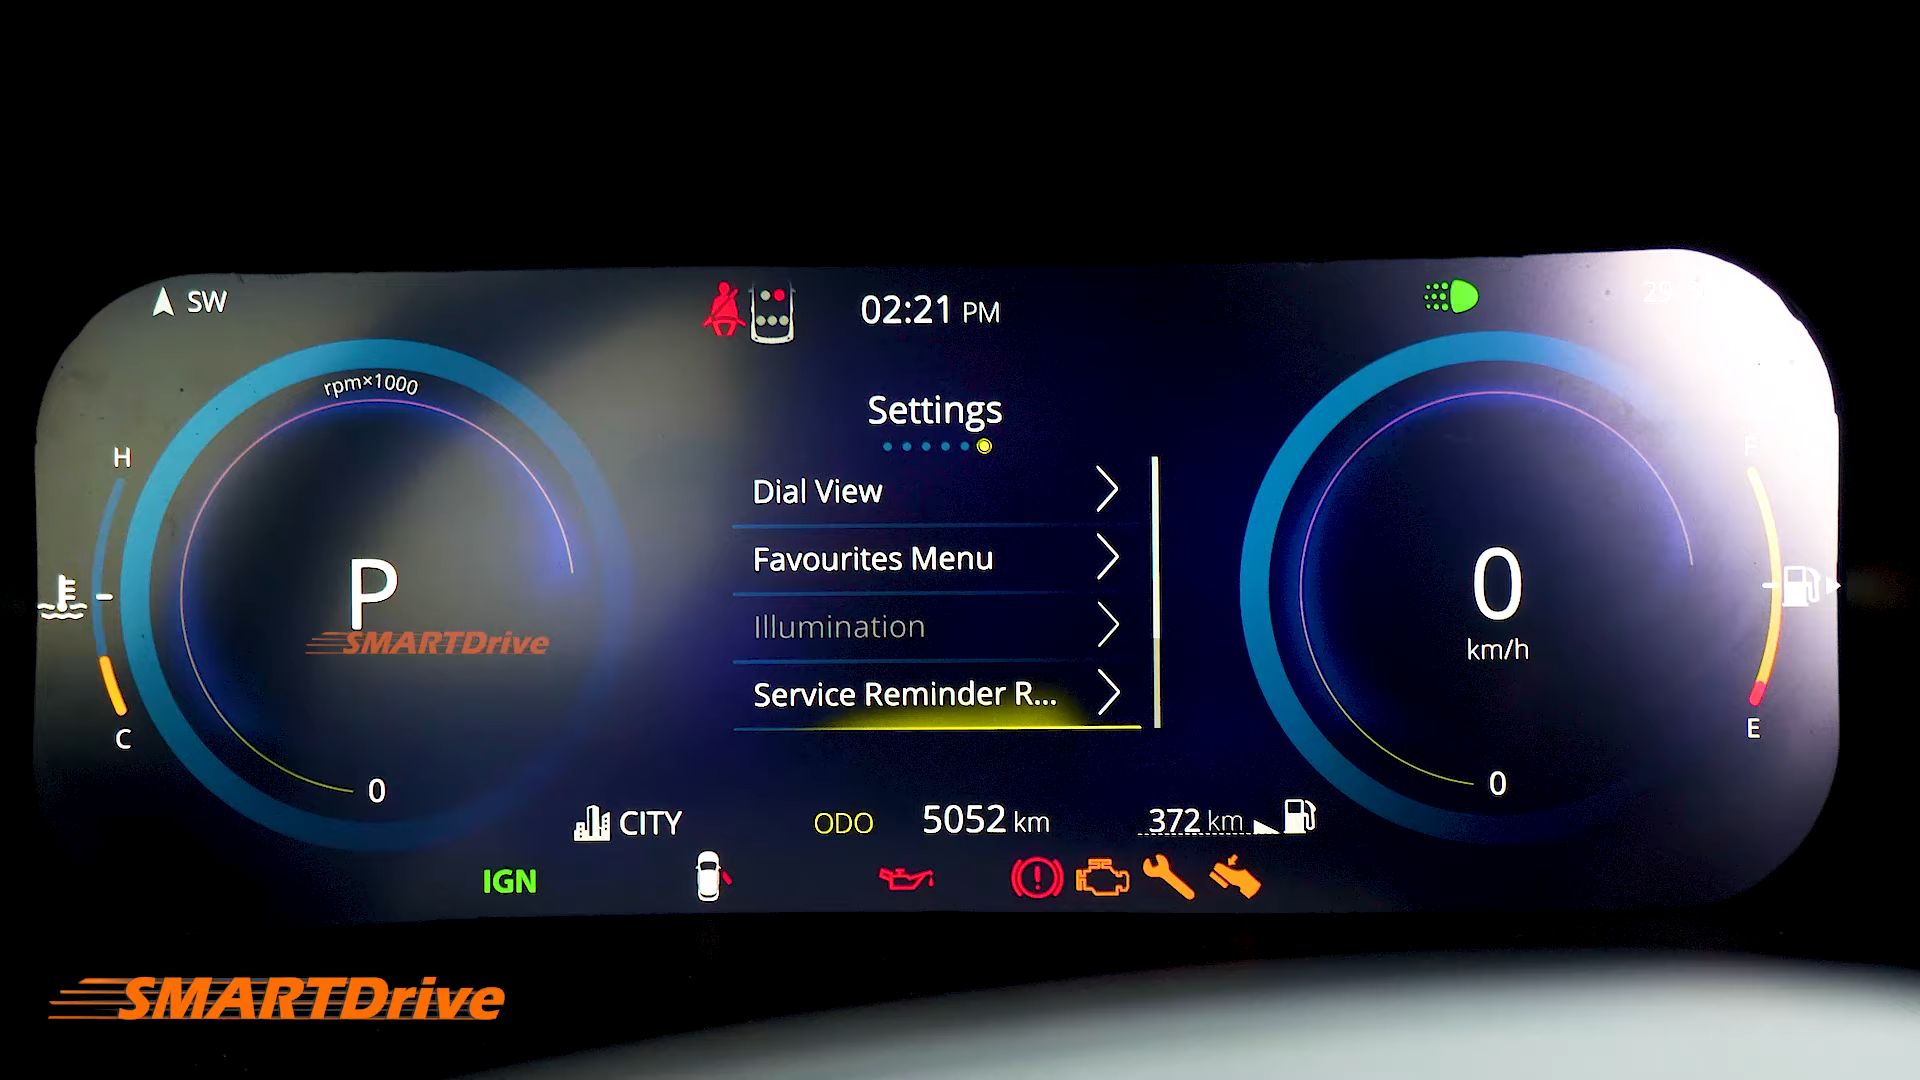 SW
02:21 PM
29
rpm×1000
Settings
H
Dial View
F
Favourites Menu
P
0
km/h
Illumination
SMARTDrive
Service Reminder R...
C
E
0
0
CITY
ODO 5052 km
372 km
IGN
SMARTDrive